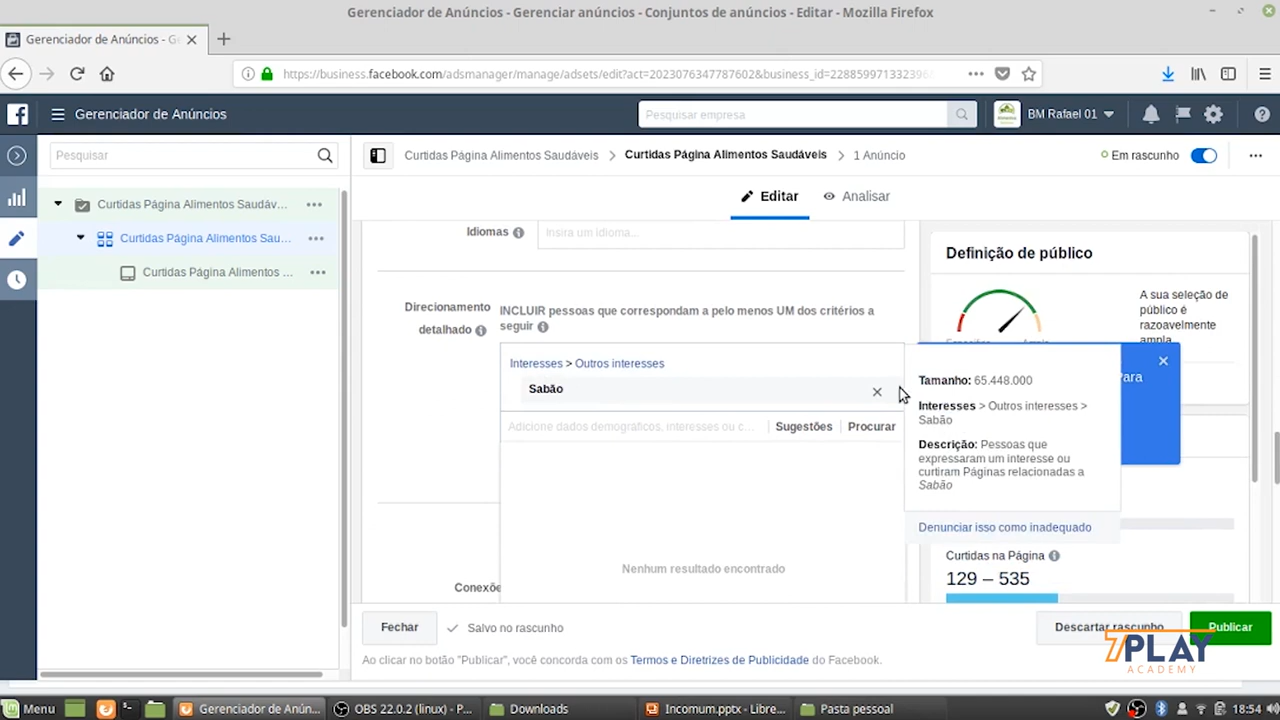 Gerenciador de Anúncios - Gerenciar anúncios - Conjuntos de anúncios - Editar - Mozilla Firefox
Gerenciador de Anúncios - G
https://business.facebook.com/adsmanager/manage/adsets/edit?act=2023076347787602&business_id=228859971332396
Gerenciador de Anúncios
Pesquisar empresa
BM Rafael 01
Pesquisar
Curtidas Página Alimentos Saudáveis
Curtidas Página Alimentos Saudáveis
1 Anúncio
Em rascunho
Editar
Analisar
Curtidas Página Alimentos Saudáv...
Curtidas Página Alimentos Sau...
Curtidas Página Alimentos ...
Idiomas
Insira um idioma...
Direcionamento detalhado
INCLUIR pessoas que correspondam a pelo menos UM dos critérios a
seguir
Interesses > Outros interesses
Sabão
Adicione dados demográficos, interesses ou c...
Sugestões
Procurar
Nenhum resultado encontrado
Conexõe
Definição de público
A sua seleção de
público é
razoavelmente
ampla.
Para
Tamanho: 65.448.000
Interesses > Outros interesses >
Sabão
Descrição: Pessoas que
expressaram um interesse ou
curtiram Páginas relacionadas a
Sabão
Denunciar isso como inadequado
Curtidas na Página
129 – 535
Fechar
Salvo no rascunho
Descartar rascunho
Publicar
Ao clicar no botão "Publicar", você concorda com os Termos e Diretrizes de Publicidade do Facebook.
7PLAY
ACADEMY
Menu
Gerenciador de Anún...
OBS 22.0.2 (linux) - P...
Downloads
Incomum.pptx - Libre...
Pasta pessoal
18:54